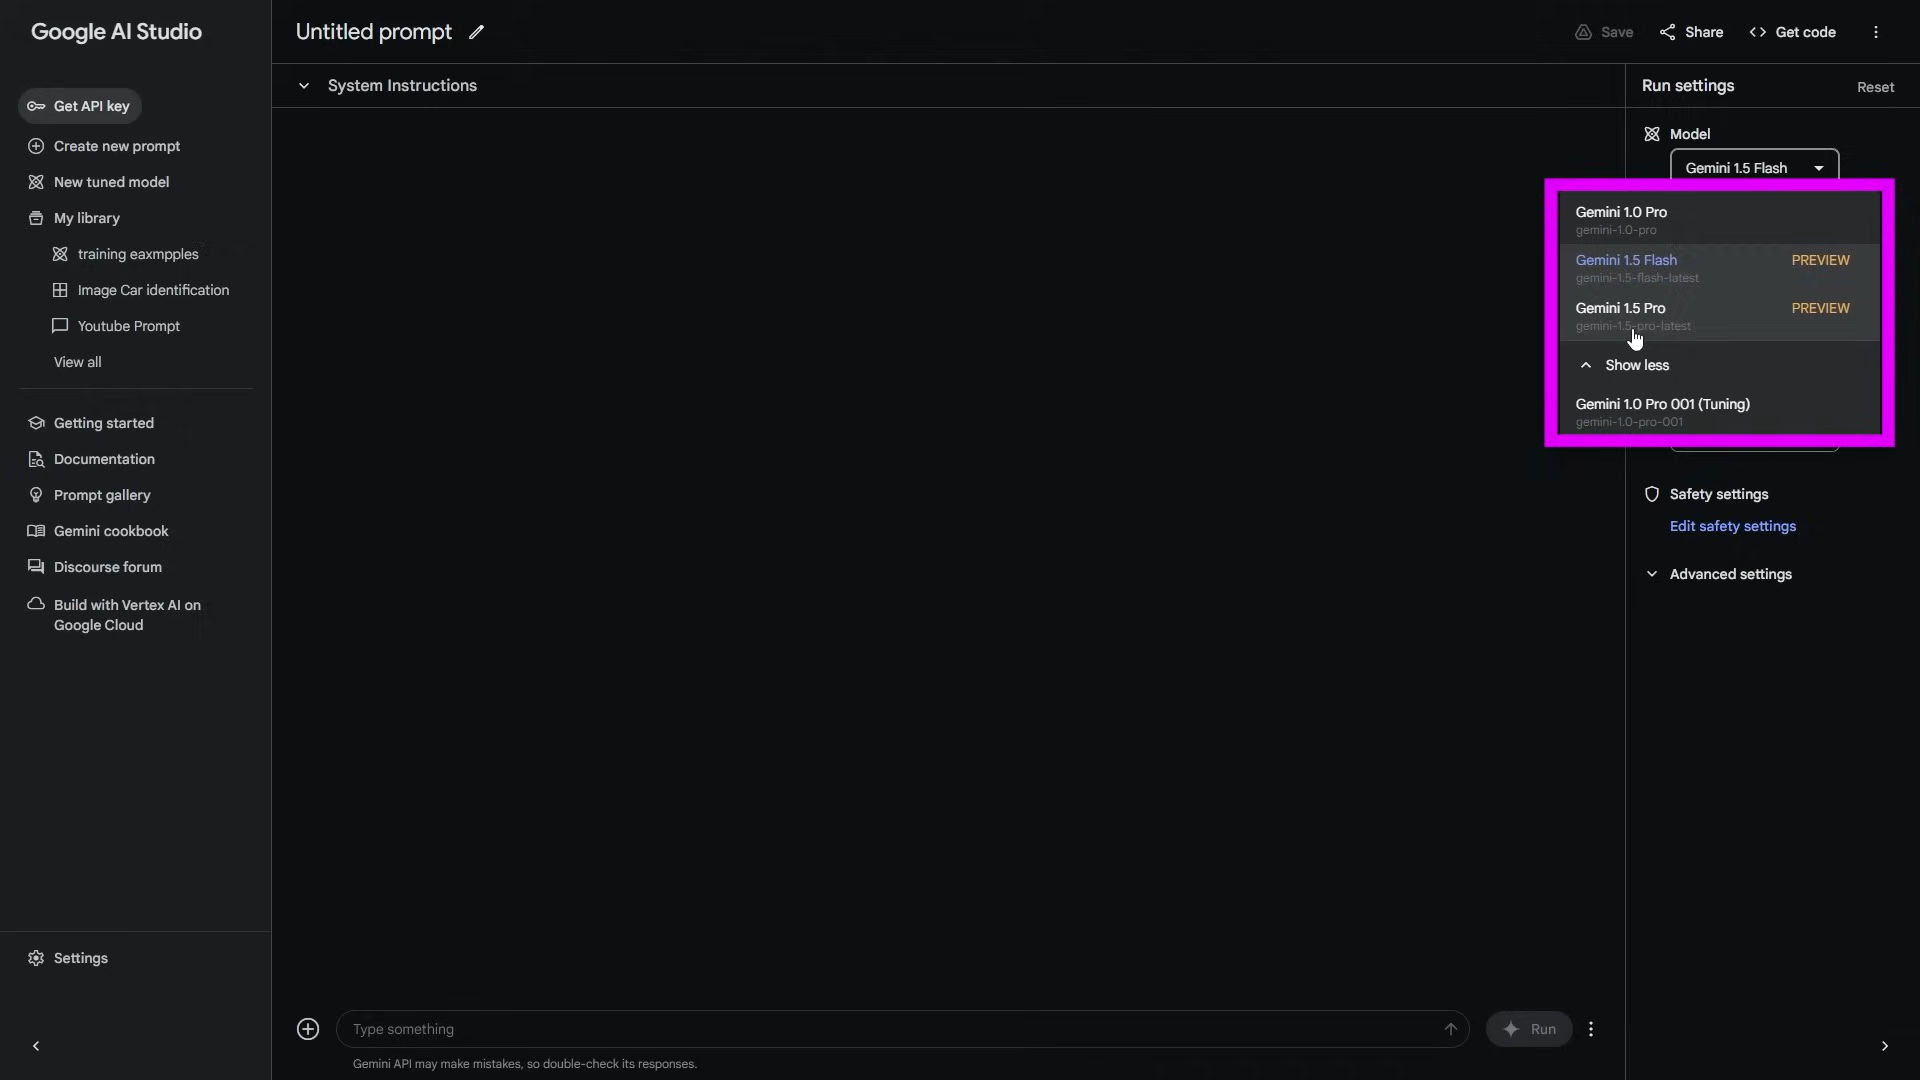 Google AI Studio
Get API key
Create new prompt
New tuned model
My library
training eaxmpples
Image Car identification
Youtube Prompt
View all
Getting started
Documentation
Prompt gallery
Gemini cookbook
Discourse forum
Build with Vertex AI on
Google Cloud
Settings
Untitled prompt
Save
Share
<> Get code
System Instructions
Type something
Run
Gemini API may make mistakes, so double-check its responses.
Run settings
Reset
Model
Gemini 1.5 Flash
Gemini 1.0 Pro
gemini-1.0-pro
Gemini 1.5 Flash PREVIEW
gemini-1.5-flash-latest
Gemini 1.5 Pro PREVIEW
gemini-1.5-pro-latest
Show less
Gemini 1.0 Pro 001 (Tuning)
gemini-1.0-pro-001
Safety settings
Edit safety settings
Advanced settings